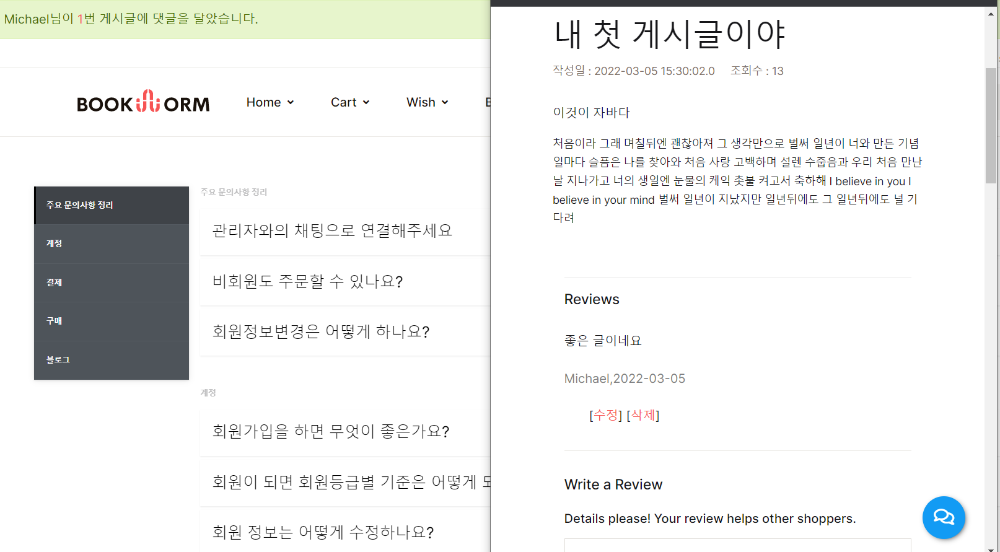 Michael님이 1번 게시글에 댓글을 달았습니다.
BOOK ORM
Home
Cart
Wish
주요 문의사항 정리
계정
결제
구매
블로그
주요 문의사항 정리
관리자와의 채팅으로 연결해주세요
비회원도 주문할 수 있나요?
회원정보변경은 어떻게 하나요?
계정
회원가입을 하면 무엇이 좋은가요?
회원이 되면 회원등급별 기준은 어떻게
회원 정보는 어떻게 수정하나요?
내 첫 게시글이야
작성일 : 2022-03-05 15:30:02.0 조회수 : 13
이것이 자바다
처음이라 그래 며칠뒤엔 괜찮아져 그 생각만으로 벌써 일년이 너와 만든 기념
일마다 슬픔은 나를 찾아와 처음 사랑 고백하며 설렌 수줍음과 우리 처음 만난
날 지나가고 너의 생일엔 눈물의 케익 촛불 켜고서 축하해 I believe in you I
believe in your mind 벌써 일년이 지났지만 일년뒤에도 그 일년뒤에도 널 기
다려
Reviews
좋은 글이네요
Michael,2022-03-05
[수정] [삭제]
Write a Review
Details please! Your review helps other shoppers.